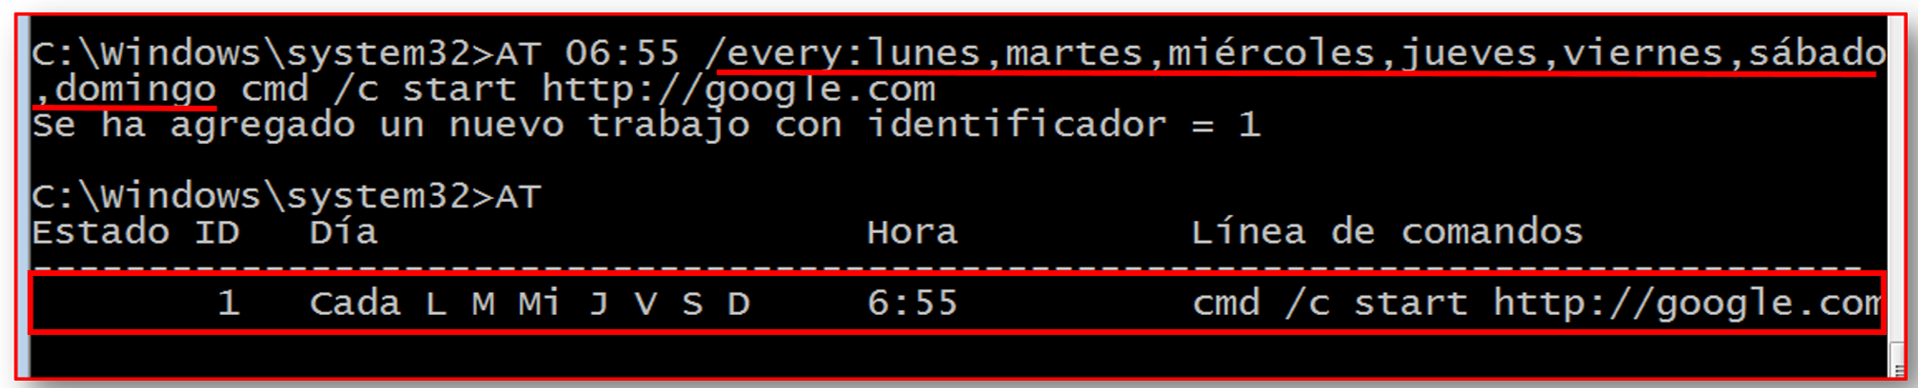 C:\Windows\system32>AT 06:55 /every:lunes,martes,miércoles,jueves,viernes,sábado
,domingo cmd /c start http://google.com
Se ha agregado un nuevo trabajo con identificador = 1
C:\Windows\system32>AT
Estado ID   Día                     Hora          Línea de comandos
-------------------------------------------------------------------------------
        1   Cada L M Mi J V S D     6:55          cmd /c start http://google.com